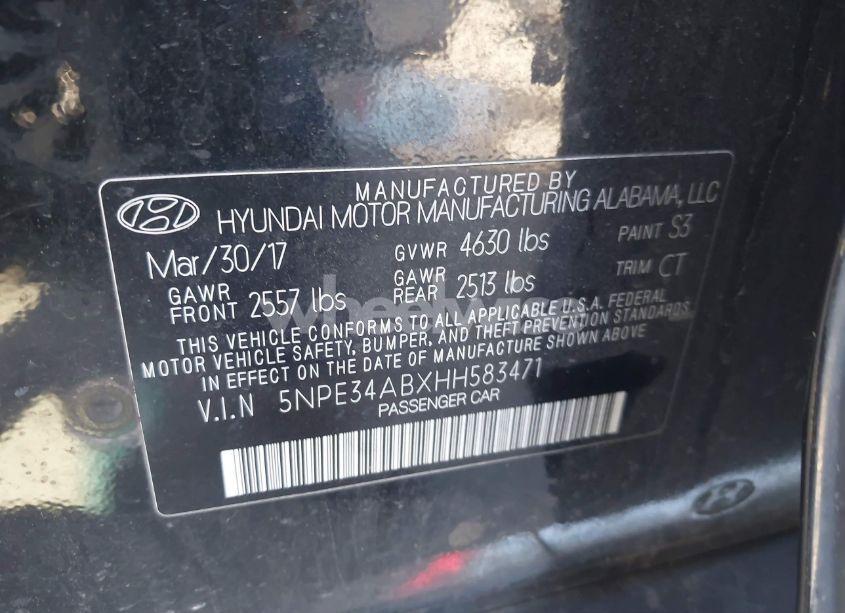 MANUFACTURED BY
HYUNDAI MOTOR MANUFACTURING ALABAMA, LLC
Mar/30/17 GVWR 4630 lbs PAINT S3
GAWR FRONT 2557 lbs GAWR REAR 2513 lbs TRIM CT
THIS VEHICLE CONFORMS TO ALL APPLICABLE U.S.A. FEDERAL
MOTOR VEHICLE SAFETY, BUMPER, AND THEFT PREVENTION STANDARDS
IN EFFECT ON THE DATE OF MANUFACTURE SHOWN ABOVE
V.I.N 5NPE34ABXHH583471
PASSENGER CAR